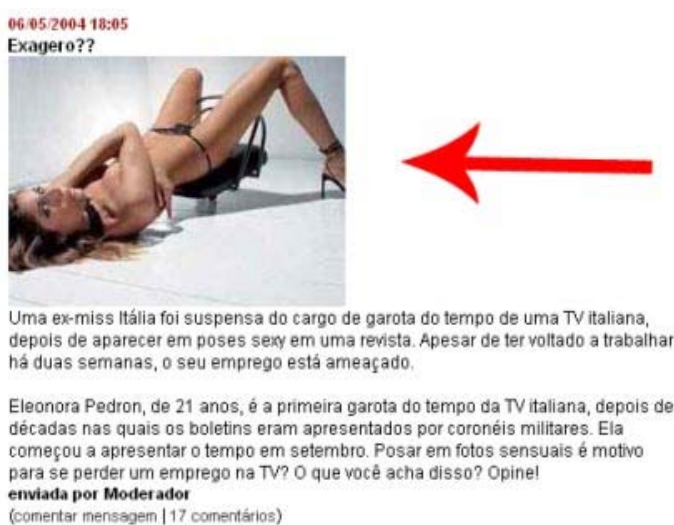 06/05/2004 18:05
Exagero??
Uma ex-miss Itália foi suspensa do cargo de garota do tempo de uma TV italiana,
depois de aparecer em poses sexy em uma revista. Apesar de ter voltado a trabalhar
há duas semanas, o seu emprego está ameaçado.
Eleonora Pedron, de 21 anos, é a primeira garota do tempo da TV italiana, depois de
décadas nas quais os boletins eram apresentados por coronéis militares. Ela
começou a apresentar o tempo em setembro. Posar em fotos sensuais é motivo
para se perder um emprego na TV? O que você acha disso? Opine!
enviada por Moderador
(comentar mensagem | 17 comentários)